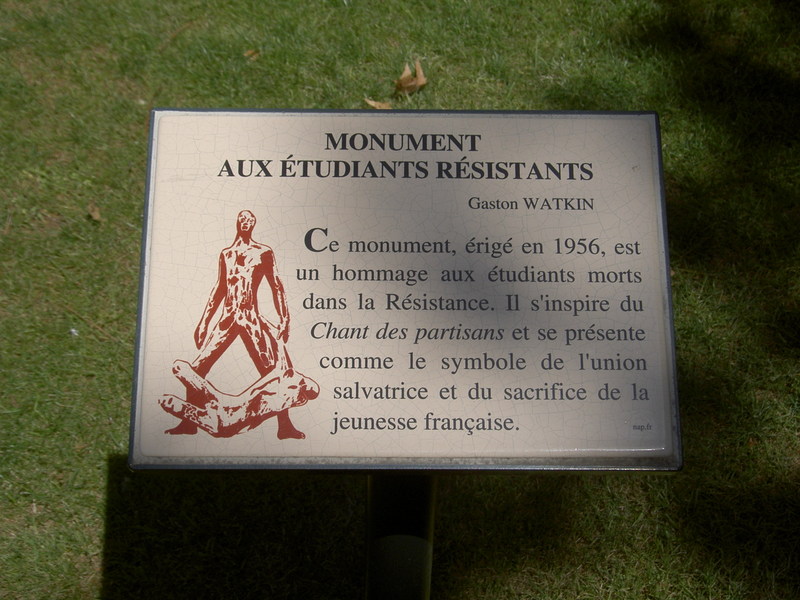 MONUMENT
AUX ÉTUDIANTS RÉSISTANTS
Gaston WATKIN
Ce monument, érigé en 1956, est
un hommage aux étudiants morts
dans la Résistance. Il s'inspire du
Chant des partisans et se présente
comme le symbole de l'union
salvatrice et du sacrifice de la
jeunesse française.
nap.fr